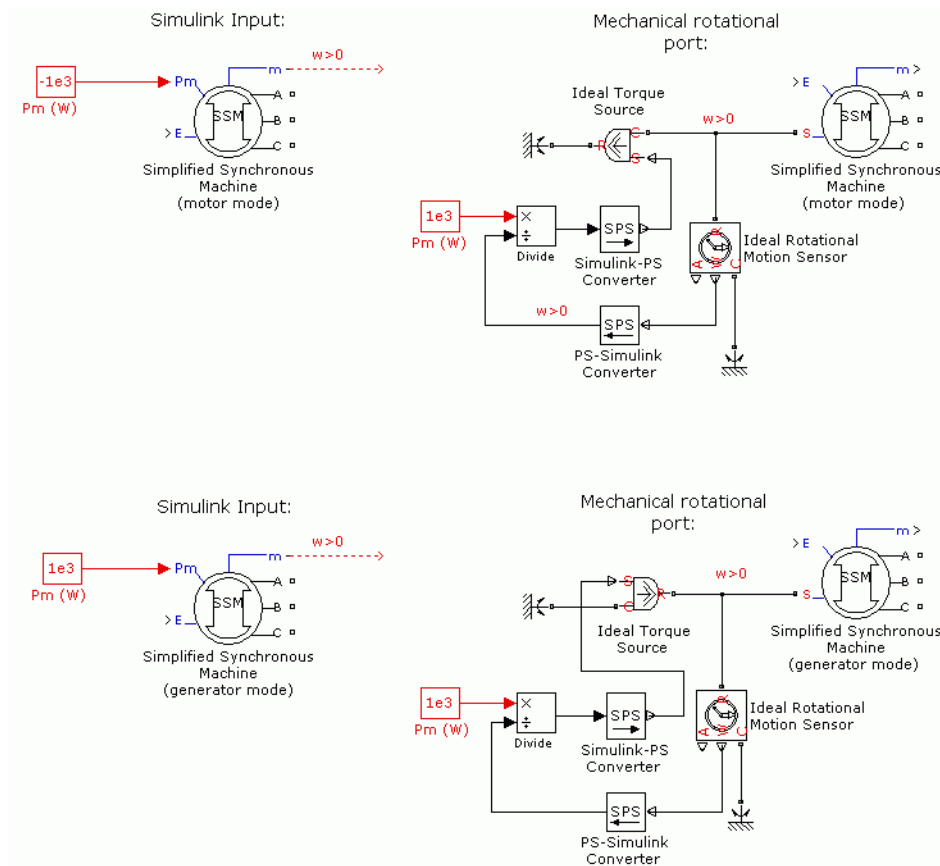 Simulink Input:
Mechanical rotational
port:
w>0
m
-1e3
Pm
Pm (W)
A
SSM
B
>E
C
Simplified Synchronous
Machine
(motor mode)
Ideal Torque
Source
C
R
S
w>0
>E
m>
A
SSM
B
S
C
Simplified Synchronous
Machine
(motor mode)
1e3
Pm (W)
×
÷
Divide
SPS
Simulink-PS
Converter
R
A
W
C
Ideal Rotational
Motion Sensor
w>0
SPS
PS-Simulink
Converter
Simulink Input:
Mechanical rotational
port:
w>0
m
1e3
Pm
Pm (W)
A
SSM
B
>E
C
Simplified Synchronous
Machine
(generator mode)
S
R
C
Ideal Torque
Source
w>0
>E
m>
A
SSM
B
S
C
Simplified Synchronous
Machine
(generator mode)
1e3
Pm (W)
×
÷
Divide
SPS
Simulink-PS
Converter
R
A
W
C
Ideal Rotational
Motion Sensor
SPS
PS-Simulink
Converter